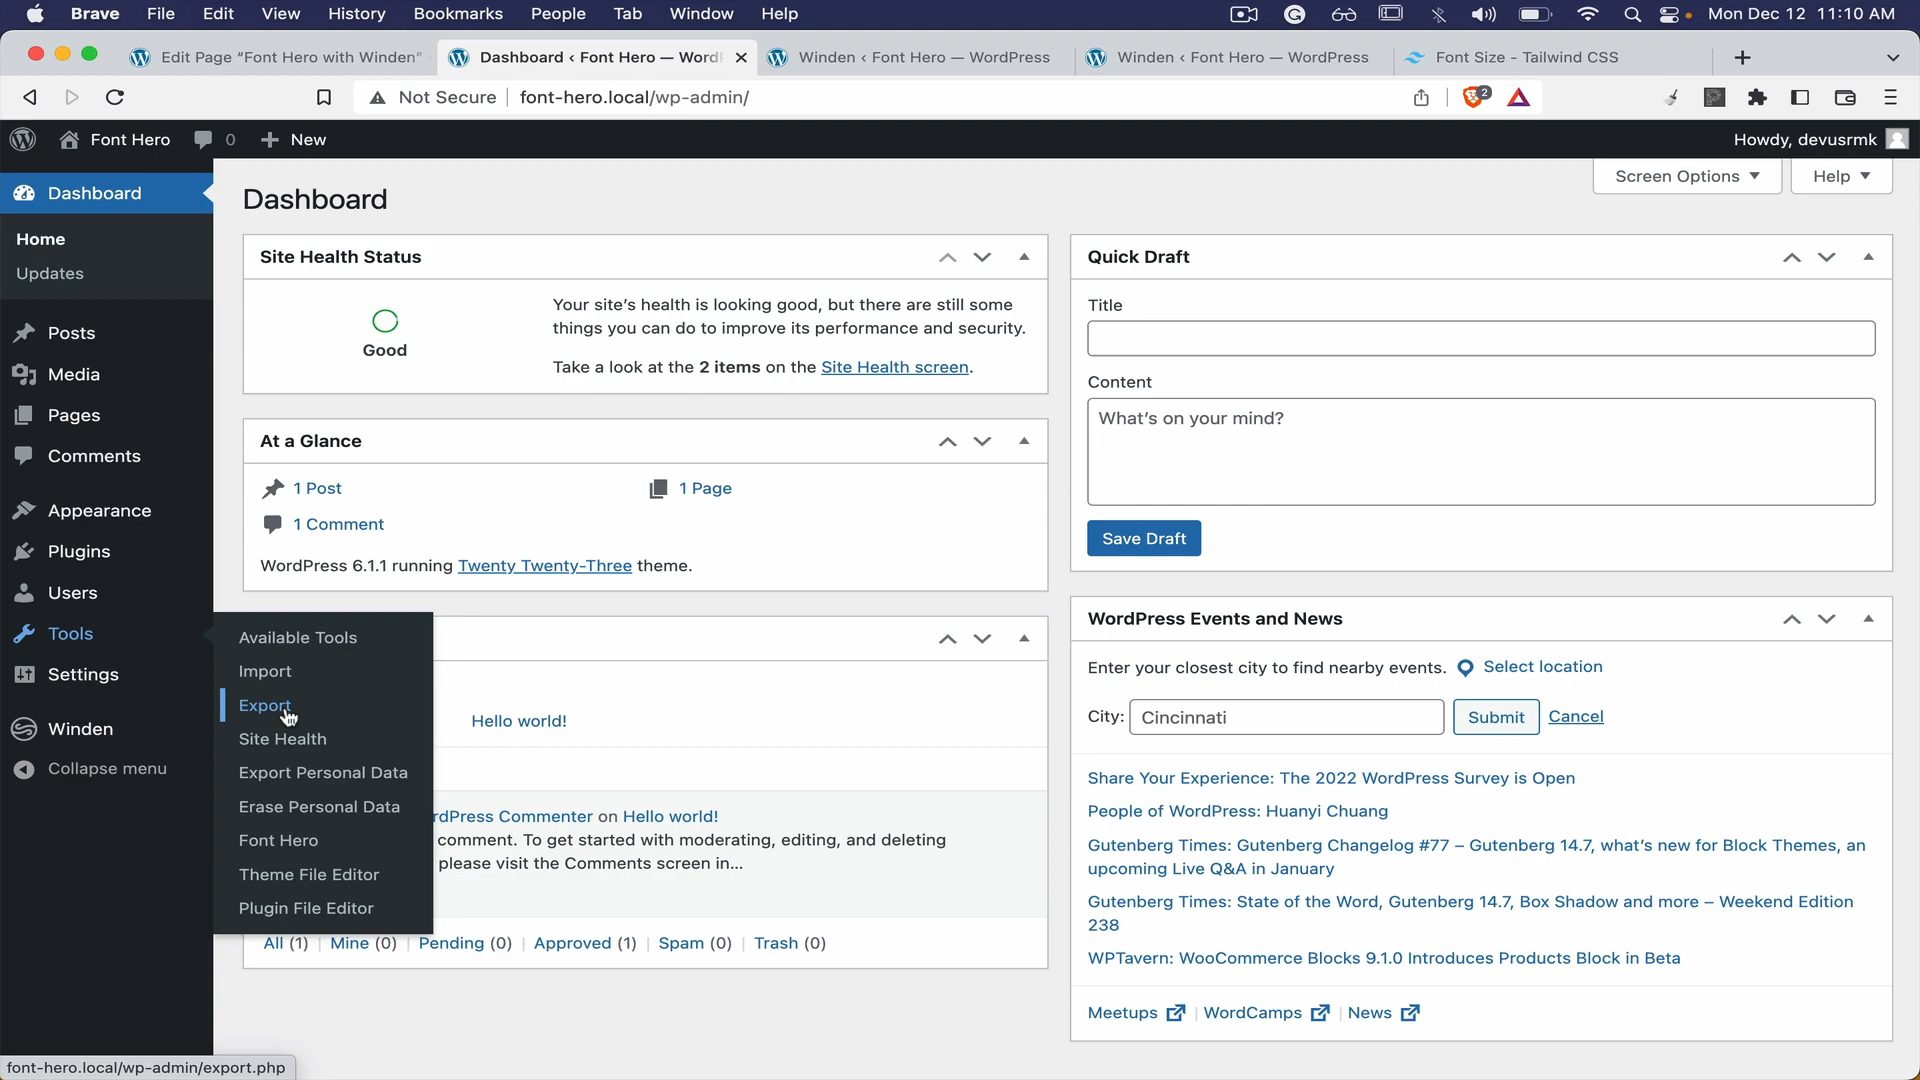 Brave File Edit View History Bookmarks People Tab Window Help Mon Dec 12 11:10 AM
Edit Page “Font Hero with Winden”
Dashboard ‹ Font Hero — WordP
Winden ‹ Font Hero — WordPress
Winden ‹ Font Hero — WordPress
Font Size - Tailwind CSS
Not Secure font-hero.local/wp-admin/ 2
Font Hero 0 New Howdy, devusrmk
Dashboard
Home
Updates
Posts
Media
Pages
Comments
Appearance
Plugins
Users
Tools
Settings
Winden
Collapse menu
Available Tools
Import
Export
Site Health
Export Personal Data
Erase Personal Data
Font Hero
Theme File Editor
Plugin File Editor
Screen Options Help
Dashboard
Site Health Status
Good
Your site’s health is looking good, but there are still some
things you can do to improve its performance and security.
Take a look at the 2 items on the Site Health screen.
At a Glance
1 Post 1 Page
1 Comment
WordPress 6.1.1 running Twenty Twenty-Three theme.
Hello world!
rdPress Commenter on Hello world!
comment. To get started with moderating, editing, and deleting
please visit the Comments screen in…
All (1) | Mine (0) | Pending (0) | Approved (1) | Spam (0) | Trash (0)
Quick Draft
Title
Content
What’s on your mind?
Save Draft
WordPress Events and News
Enter your closest city to find nearby events. Select location
City: Cincinnati Submit Cancel
Share Your Experience: The 2022 WordPress Survey is Open
People of WordPress: Huanyi Chuang
Gutenberg Times: Gutenberg Changelog #77 – Gutenberg 14.7, what’s new for Block Themes, an
upcoming Live Q&A in January
Gutenberg Times: State of the Word, Gutenberg 14.7, Box Shadow and more – Weekend Edition
238
WPTavern: WooCommerce Blocks 9.1.0 Introduces Products Block in Beta
Meetups | WordCamps | News
font-hero.local/wp-admin/export.php